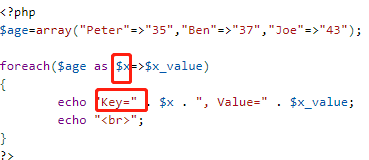 <?php
$age=array("Peter"=>"35","Ben"=>"37","Joe"=>"43");
foreach($age as $x=>$x_value)
{
echo "Key=" . $x . ", Value=" . $x_value;
echo "<br>";
}
?>